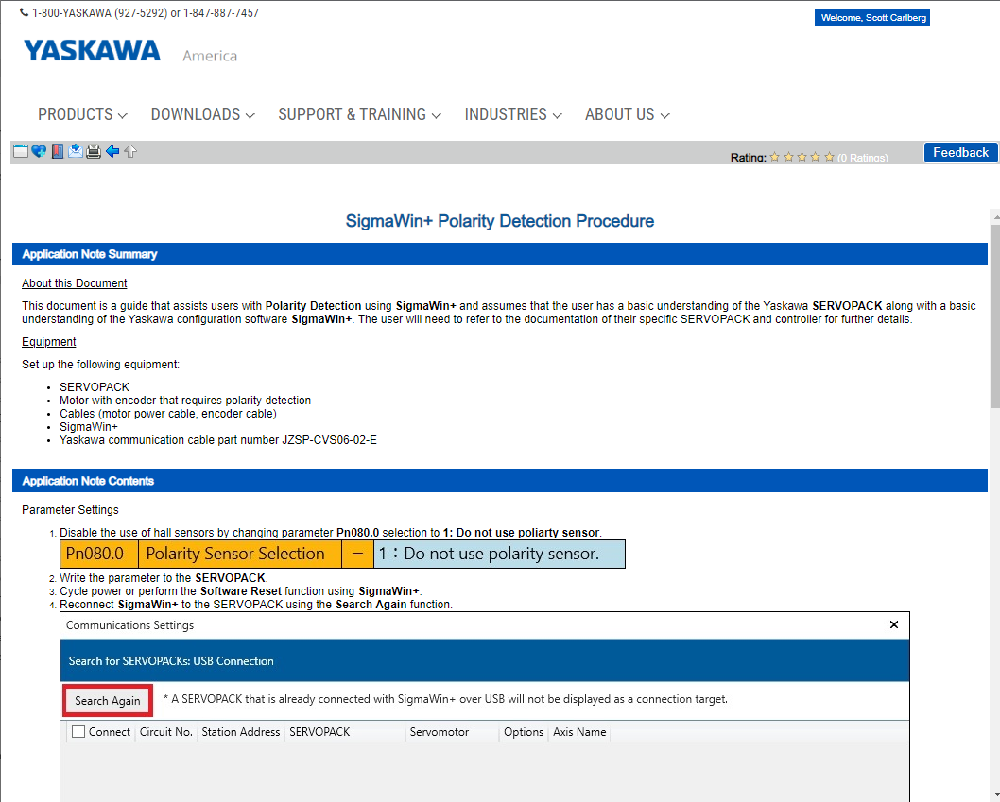 1-800-YASKAWA (927-5292) or 1-847-887-7457
Welcome, Scott Carlberg
YASKAWA America
PRODUCTS DOWNLOADS SUPPORT & TRAINING INDUSTRIES ABOUT US
Rating: (0 Ratings)
Feedback
SigmaWin+ Polarity Detection Procedure
Application Note Summary
About this Document
This document is a guide that assists users with Polarity Detection using SigmaWin+ and assumes that the user has a basic understanding of the Yaskawa SERVOPACK along with a basic
understanding of the Yaskawa configuration software SigmaWin+. The user will need to refer to the documentation of their specific SERVOPACK and controller for further details.
Equipment
Set up the following equipment:
• SERVOPACK
• Motor with encoder that requires polarity detection
• Cables (motor power cable, encoder cable)
• SigmaWin+
• Yaskawa communication cable part number JZSP-CVS06-02-E
Application Note Contents
Parameter Settings
1. Disable the use of hall sensors by changing parameter Pn080.0 selection to 1: Do not use poliarty sensor.
Pn080.0 Polarity Sensor Selection − 1 : Do not use polarity sensor.
2. Write the parameter to the SERVOPACK.
3. Cycle power or perform the Software Reset function using SigmaWin+.
4. Reconnect SigmaWin+ to the SERVOPACK using the Search Again function.
Communications Settings
Search for SERVOPACKs: USB Connection
Search Again * A SERVOPACK that is already connected with SigmaWin+ over USB will not be displayed as a connection target.
Connect Circuit No. Station Address SERVOPACK Servomotor Options Axis Name